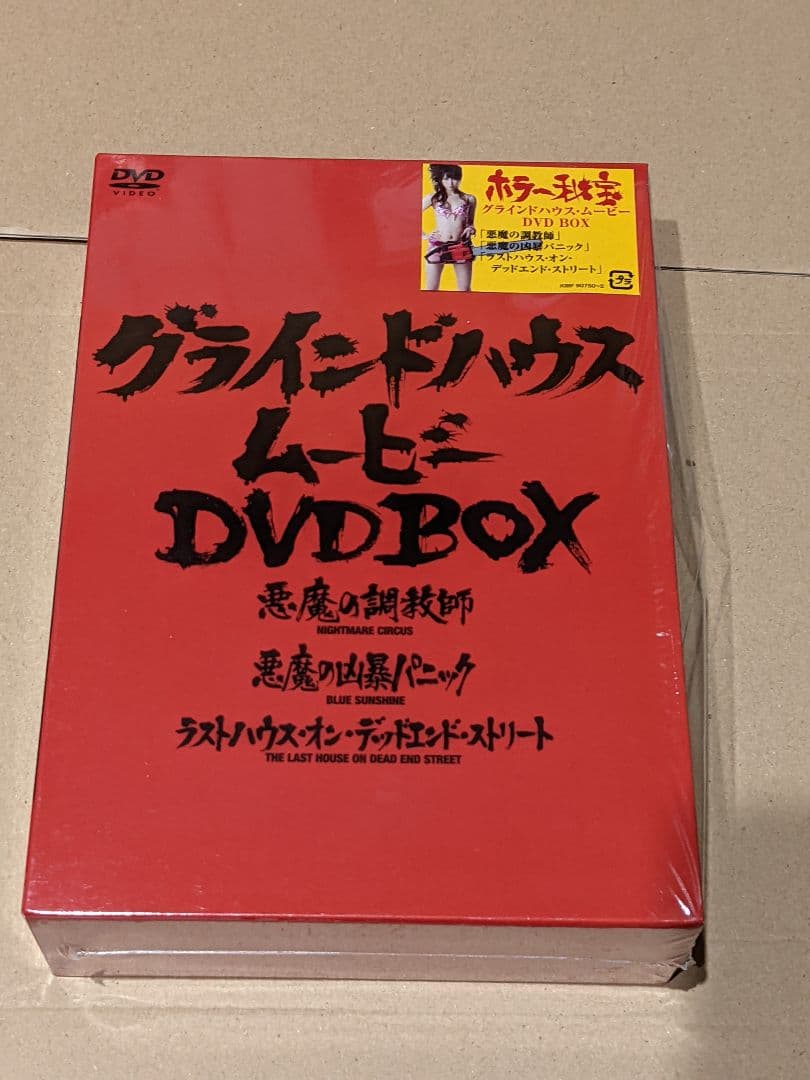 DVD
VIDEO
ホラー秘宝
グラインドハウス・ムービー
DVD BOX
「悪魔の調教師」
「悪魔の凶暴パニック」
「ラストハウス・オン・
デッドエンド・ストリート」
プラ
KIBF 90750~2
グラインドハウス
ムービー
DVD BOX
悪魔の調教師
NIGHTMARE CIRCUS
悪魔の凶暴パニック
BLUE SUNSHINE
ラストハウス・オン・デッドエンド・ストリート
THE LAST HOUSE ON DEAD END STREET